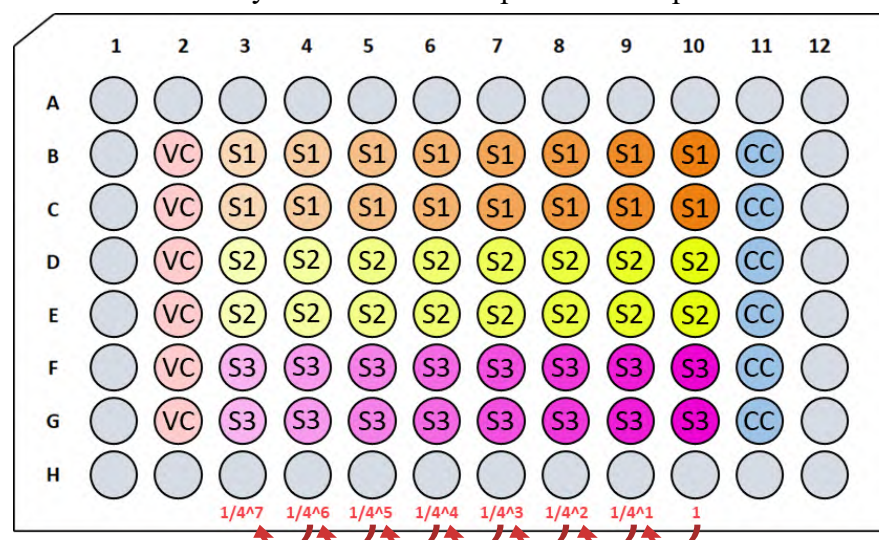 1 2 3 4 5 6 7 8 9 10 11 12
A
B VC S1 S1 S1 S1 S1 S1 S1 S1 CC
C VC S1 S1 S1 S1 S1 S1 S1 S1 CC
D VC S2 S2 S2 S2 S2 S2 S2 S2 CC
E VC S2 S2 S2 S2 S2 S2 S2 S2 CC
F VC S3 S3 S3 S3 S3 S3 S3 S3 CC
G VC S3 S3 S3 S3 S3 S3 S3 S3 CC
H
1/4^7 1/4^6 1/4^5 1/4^4 1/4^3 1/4^2 1/4^1 1